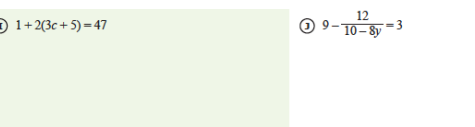 1+2(3c+5)=47
J 9 - 12/(10-8y) = 3